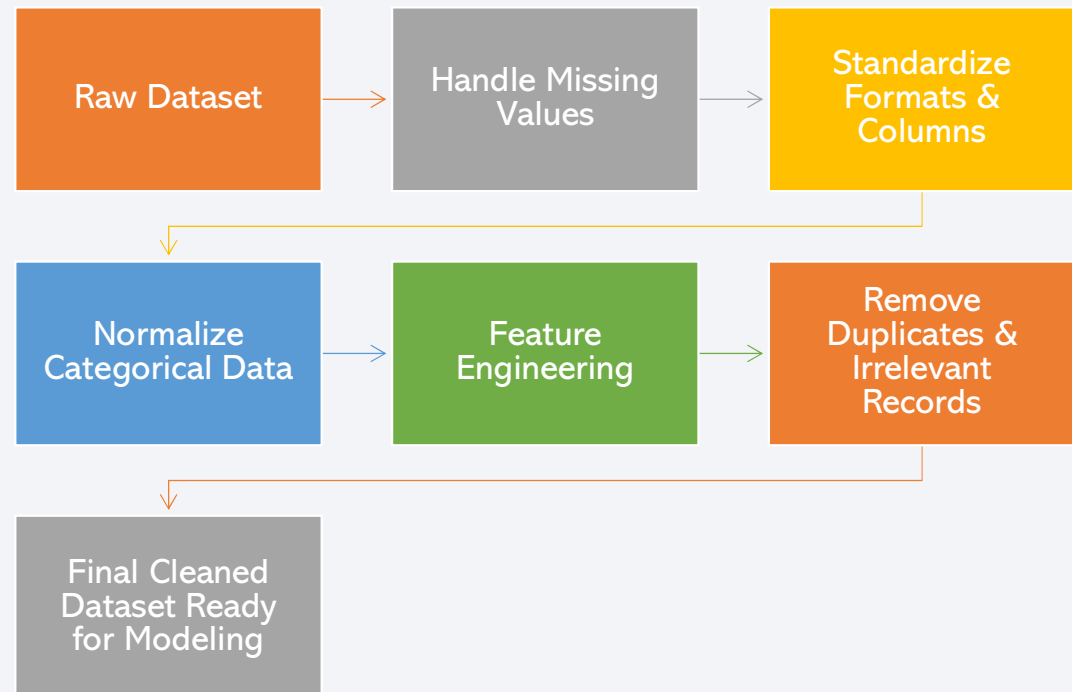 Raw Dataset
Handle Missing
Values
Standardize
Formats &
Columns
Normalize
Categorical Data
Feature
Engineering
Remove
Duplicates &
Irrelevant
Records
Final Cleaned
Dataset Ready
for Modeling